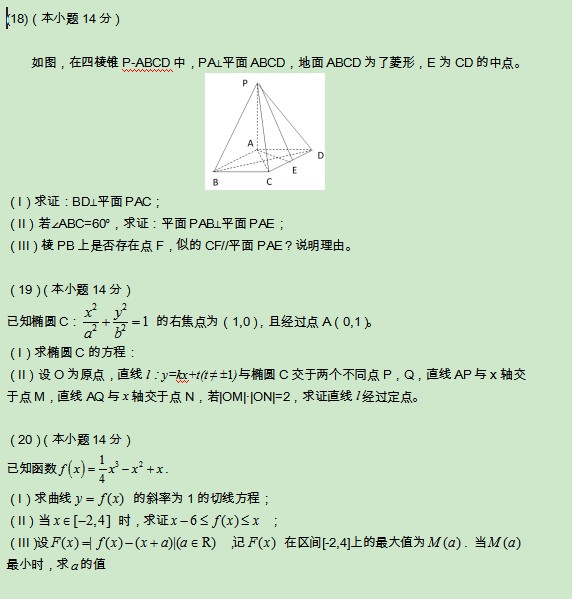 (18)(本小题 14 分)
如图，在四棱锥 P-ABCD 中，PA⊥平面 ABCD，地面 ABCD 为了菱形，E 为 CD 的中点。
P
A
D
E
B
C
(I)求证：BD⊥平面 PAC；
(II)若∠ABC=60°，求证：平面 PAB⊥平面 PAE；
(III)棱 PB 上是否存在点 F，似的 CF//平面 PAE？说明理由。
(19)(本小题 14 分)
已知椭圆 C：x²/a²+y²/b²=1 的右焦点为(1,0)，且经过点 A(0,1)。
(I)求椭圆 C 的方程：
(II)设 O 为原点，直线 l：y=kx+t(t≠±1)与椭圆 C 交于两个不同点 P，Q，直线 AP 与 x 轴交
于点 M，直线 AQ 与 x 轴交于点 N，若|OM|·|ON|=2，求证直线 l 经过定点。
(20)(本小题 14 分)
已知函数 f(x)=1/4x³-x²+x.
(I)求曲线 y=f(x) 的斜率为 1 的切线方程；
(II)当 x∈[-2,4] 时，求证 x-6≤f(x)≤x ；
(III)设 F(x)=|f(x)-(x+a)|(a∈R) ,记 F(x) 在区间[-2,4]上的最大值为 M(a)．当 M(a)
最小时，求 a 的值